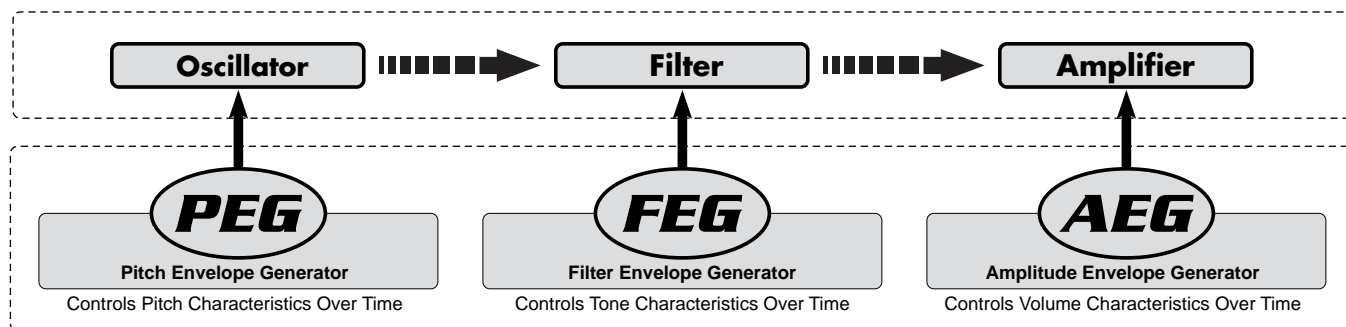 Oscillator
Filter
Amplifier
PEG
FEG
AEG
Pitch Envelope Generator
Filter Envelope Generator
Amplitude Envelope Generator
Controls Pitch Characteristics Over Time
Controls Tone Characteristics Over Time
Controls Volume Characteristics Over Time